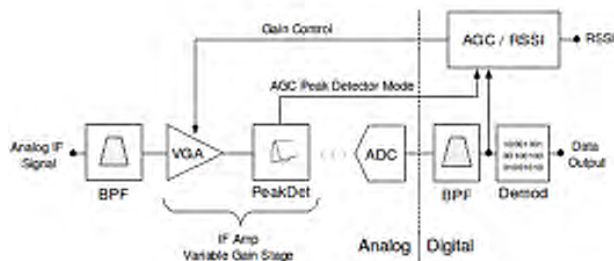 Gain Control
AGC / RSSI
RSSI
AGC Peak Detector Mode
Analog IF
Signal
VGA
ADC
Data
Output
BPF
PeakDet
BPF
Demod
IF Amp
Variable Gain Stage
Analog
Digital